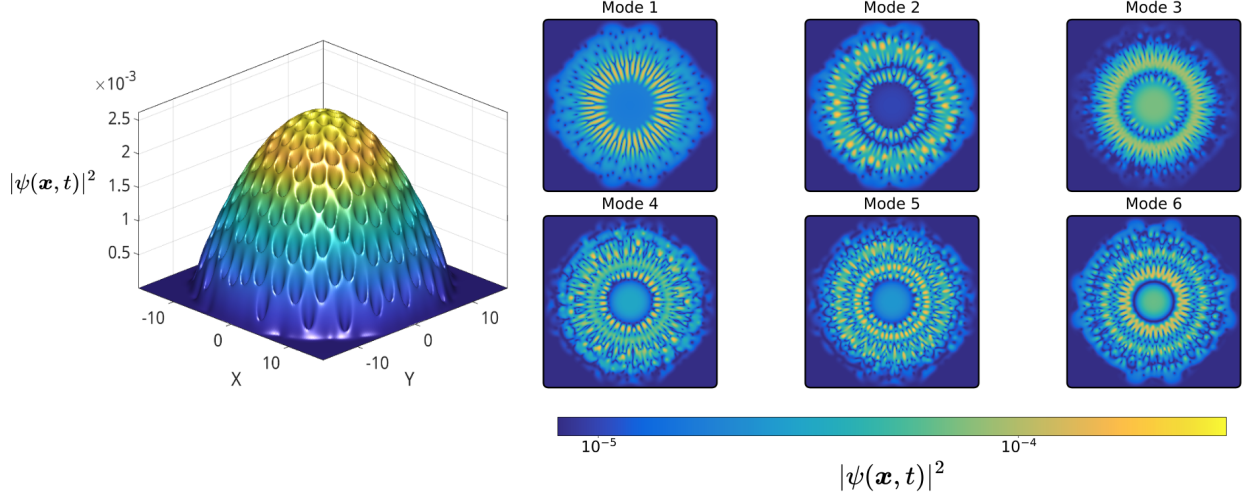 ×10⁻³
2.5
2
1.5
1
0.5
|ψ(x, t)|²
-10
0
10
X
-10
0
10
Y
Mode 1
Mode 2
Mode 3
Mode 4
Mode 5
Mode 6
10⁻⁵
10⁻⁴
|ψ(x, t)|²